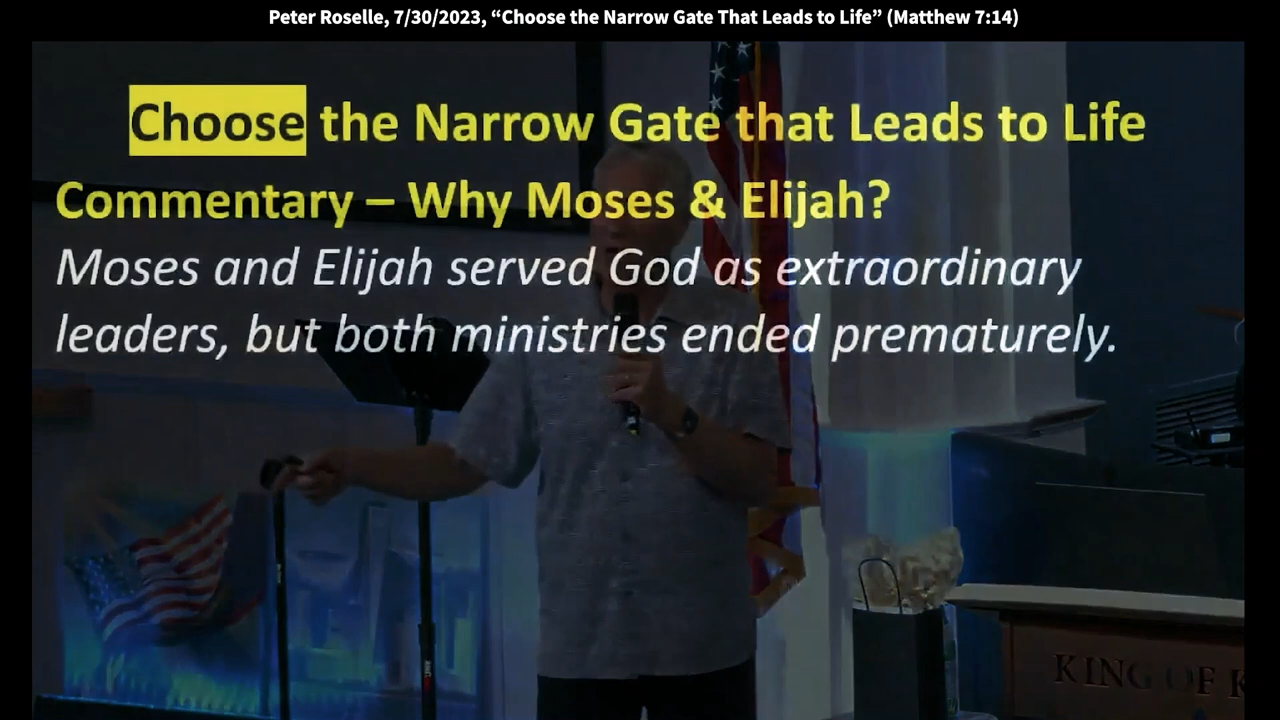 Peter Roselle, 7/30/2023, “Choose the Narrow Gate That Leads to Life” (Matthew 7:14)
Choose the Narrow Gate that Leads to Life
Commentary – Why Moses & Elijah?
Moses and Elijah served God as extraordinary
leaders, but both ministries ended prematurely.
KING OF